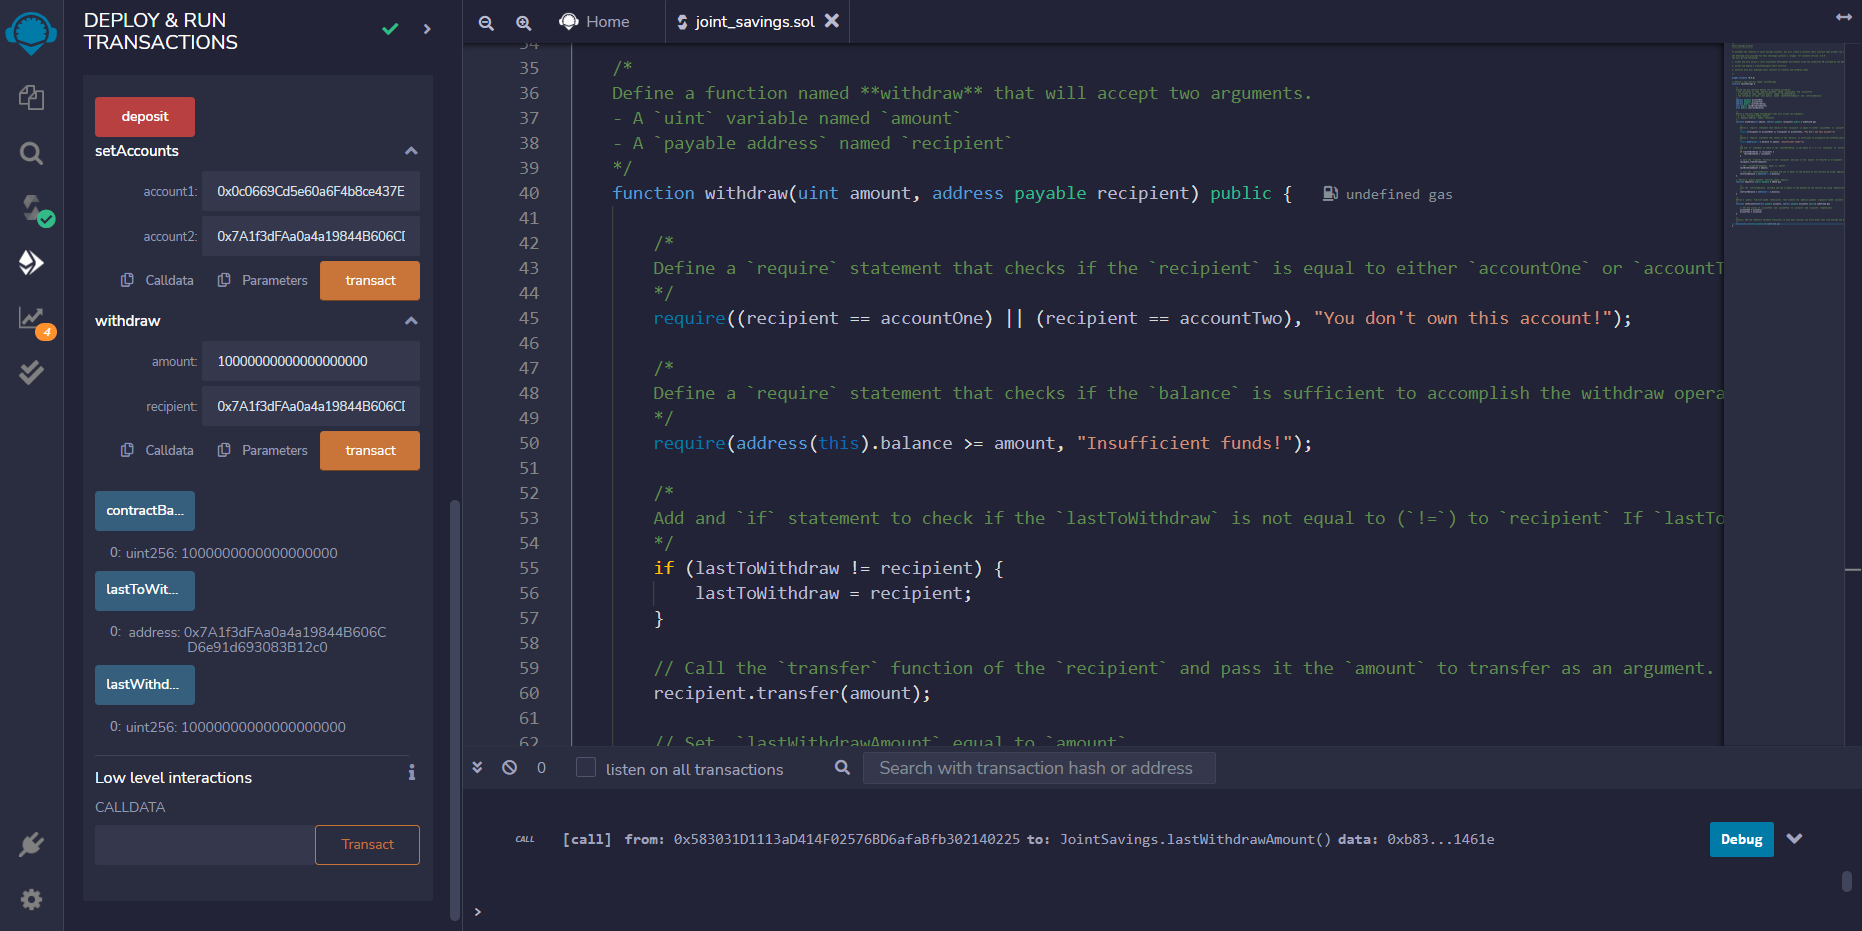 DEPLOY & RUN
TRANSACTIONS
deposit
setAccounts
account1: 0x0c0669Cd5e60a6F4b8ce437E
account2: 0x7A1f3dFAa0a4a19844B606CD
Calldata Parameters transact
withdraw
amount: 10000000000000000000
recipient: 0x7A1f3dFAa0a4a19844B606CD
Calldata Parameters transact
contractBa...
0: uint256: 1000000000000000000
lastToWit...
0: address: 0x7A1f3dFAa0a4a19844B606C
D6e91d693083B12c0
lastWithd...
0: uint256: 10000000000000000000
Low level interactions
CALLDATA
Transact
4
Home
joint_savings.sol
34
35 /*
36 Define a function named **withdraw** that will accept two arguments.
37 - A `uint` variable named `amount`
38 - A `payable address` named `recipient`
39 */
40 function withdraw(uint amount, address payable recipient) public { undefined gas
41
42 /*
43 Define a `require` statement that checks if the `recipient` is equal to either `accountOne` or `accountT
44 */
45 require((recipient == accountOne) || (recipient == accountTwo), "You don't own this account!");
46
47 /*
48 Define a `require` statement that checks if the `balance` is sufficient to accomplish the withdraw opera
49 */
50 require(address(this).balance >= amount, "Insufficient funds!");
51
52 /*
53 Add and `if` statement to check if the `lastToWithdraw` is not equal to (`!=`) to `recipient` If `lastTo
54 */
55 if (lastToWithdraw != recipient) {
56 lastToWithdraw = recipient;
57 }
58
59 // Call the `transfer` function of the `recipient` and pass it the `amount` to transfer as an argument.
60 recipient.transfer(amount);
61
62 // Set `lastWithdrawAmount` equal to `amount`
0 listen on all transactions Search with transaction hash or address
CALL [call] from: 0x583031D1113aD414F02576BD6afaBfb302140225 to: JointSavings.lastWithdrawAmount() data: 0xb83...1461e Debug
>